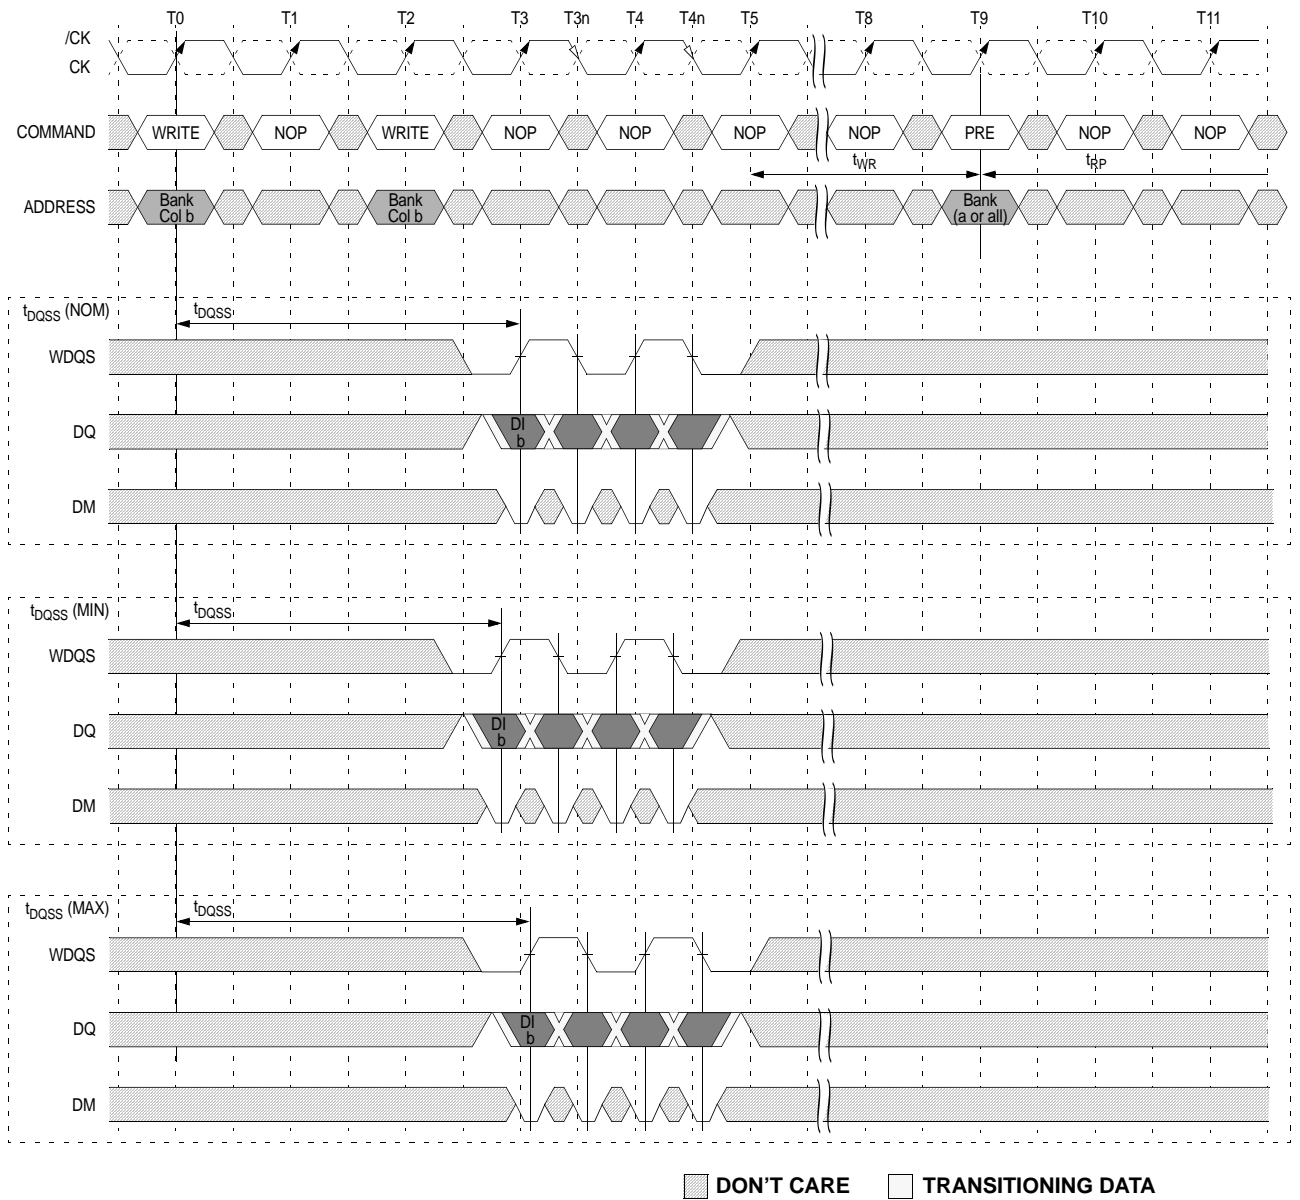 T0 T1 T2 T3 T3n T4 T4n T5 T8 T9 T10 T11
/CK
CK
COMMAND WRITE NOP WRITE NOP NOP NOP NOP PRE NOP NOP
tWR tRP
ADDRESS Bank Col b Bank Col b Bank (a or all)
tDQSS (NOM) tDQSS
WDQS
DQ DI b
DM
tDQSS (MIN) tDQSS
WDQS
DQ DI b
DM
tDQSS (MAX) tDQSS
WDQS
DQ DI b
DM
DON'T CARE TRANSITIONING DATA